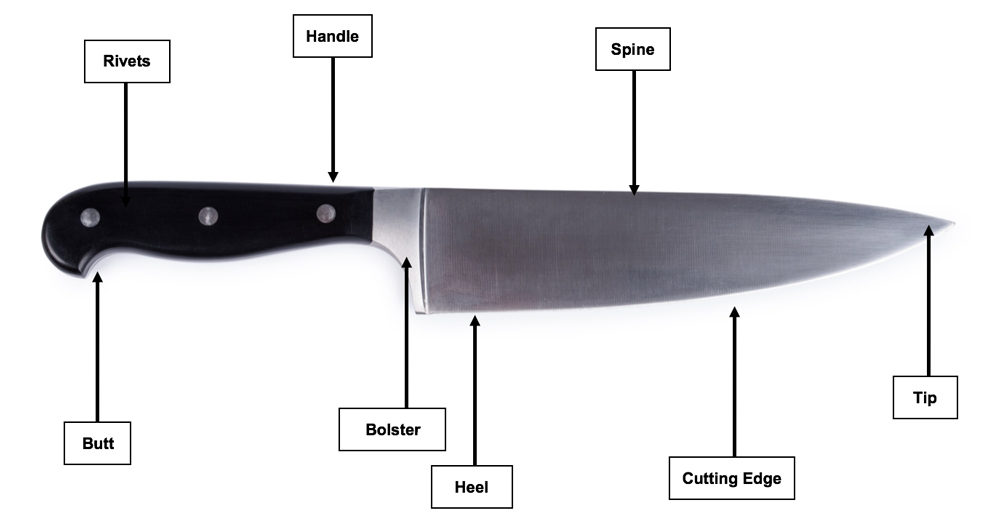 Handle
Spine
Rivets
Tip
Bolster
Butt
Cutting Edge
Heel